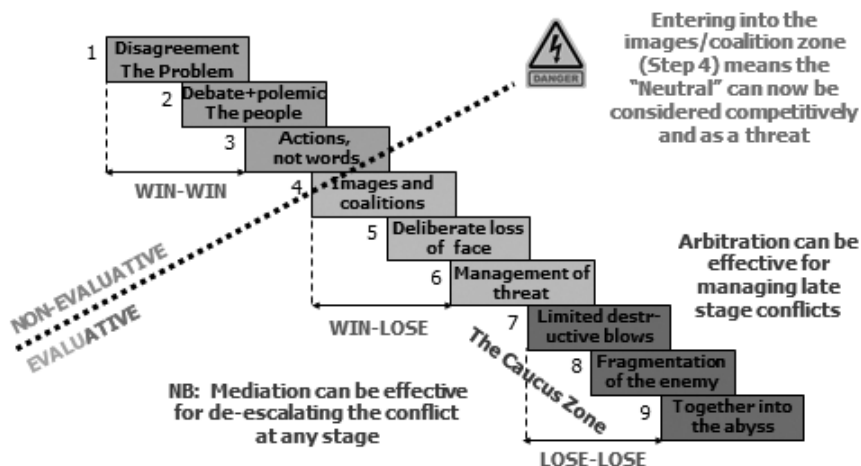 1
Disagreement
The Problem
2
Debate+polemic
The people
3
Actions,
not words
WIN-WIN
4
Images and
coalitions
5
Deliberate loss
of face
6
Management of
threat
WIN-LOSE
7
Limited destr-
uctive blows
8
Fragmentation
of the enemy
9
Together into
the abyss
LOSE-LOSE
The Caucus Zone
NON-EVALUATIVE
EVALUATIVE
DANGER
Entering into the
images/coalition zone
(Step 4) means the
“Neutral” can now be
considered competitively
and as a threat
Arbitration can be
effective for
managing late
stage conflicts
NB: Mediation can be effective
for de-escalating the conflict
at any stage